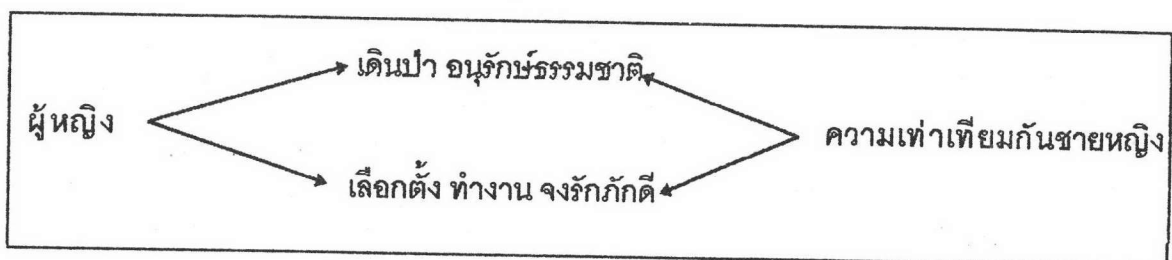 เดินป่า อนุรักษ์ธรรมชาติ
ผู้หญิง
ความเท่าเทียมกันชายหญิง
เลือกตั้ง ทำงาน จงรักภักดี